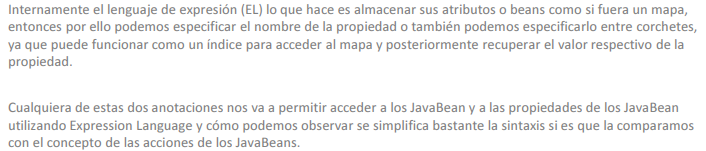 Internamente el lenguaje de expresión (EL) lo que hace es almacenar sus atributos o beans como si fuera un mapa,
entonces por ello podemos especificar el nombre de la propiedad o también podemos especificarlo entre corchetes,
ya que puede funcionar como un índice para acceder al mapa y posteriormente recuperar el valor respectivo de la
propiedad.
Cualquiera de estas dos anotaciones nos va a permitir acceder a los JavaBean y a las propiedades de los JavaBean
utilizando Expression Language y cómo podemos observar se simplifica bastante la sintaxis si es que la comparamos
con el concepto de las acciones de los JavaBeans.